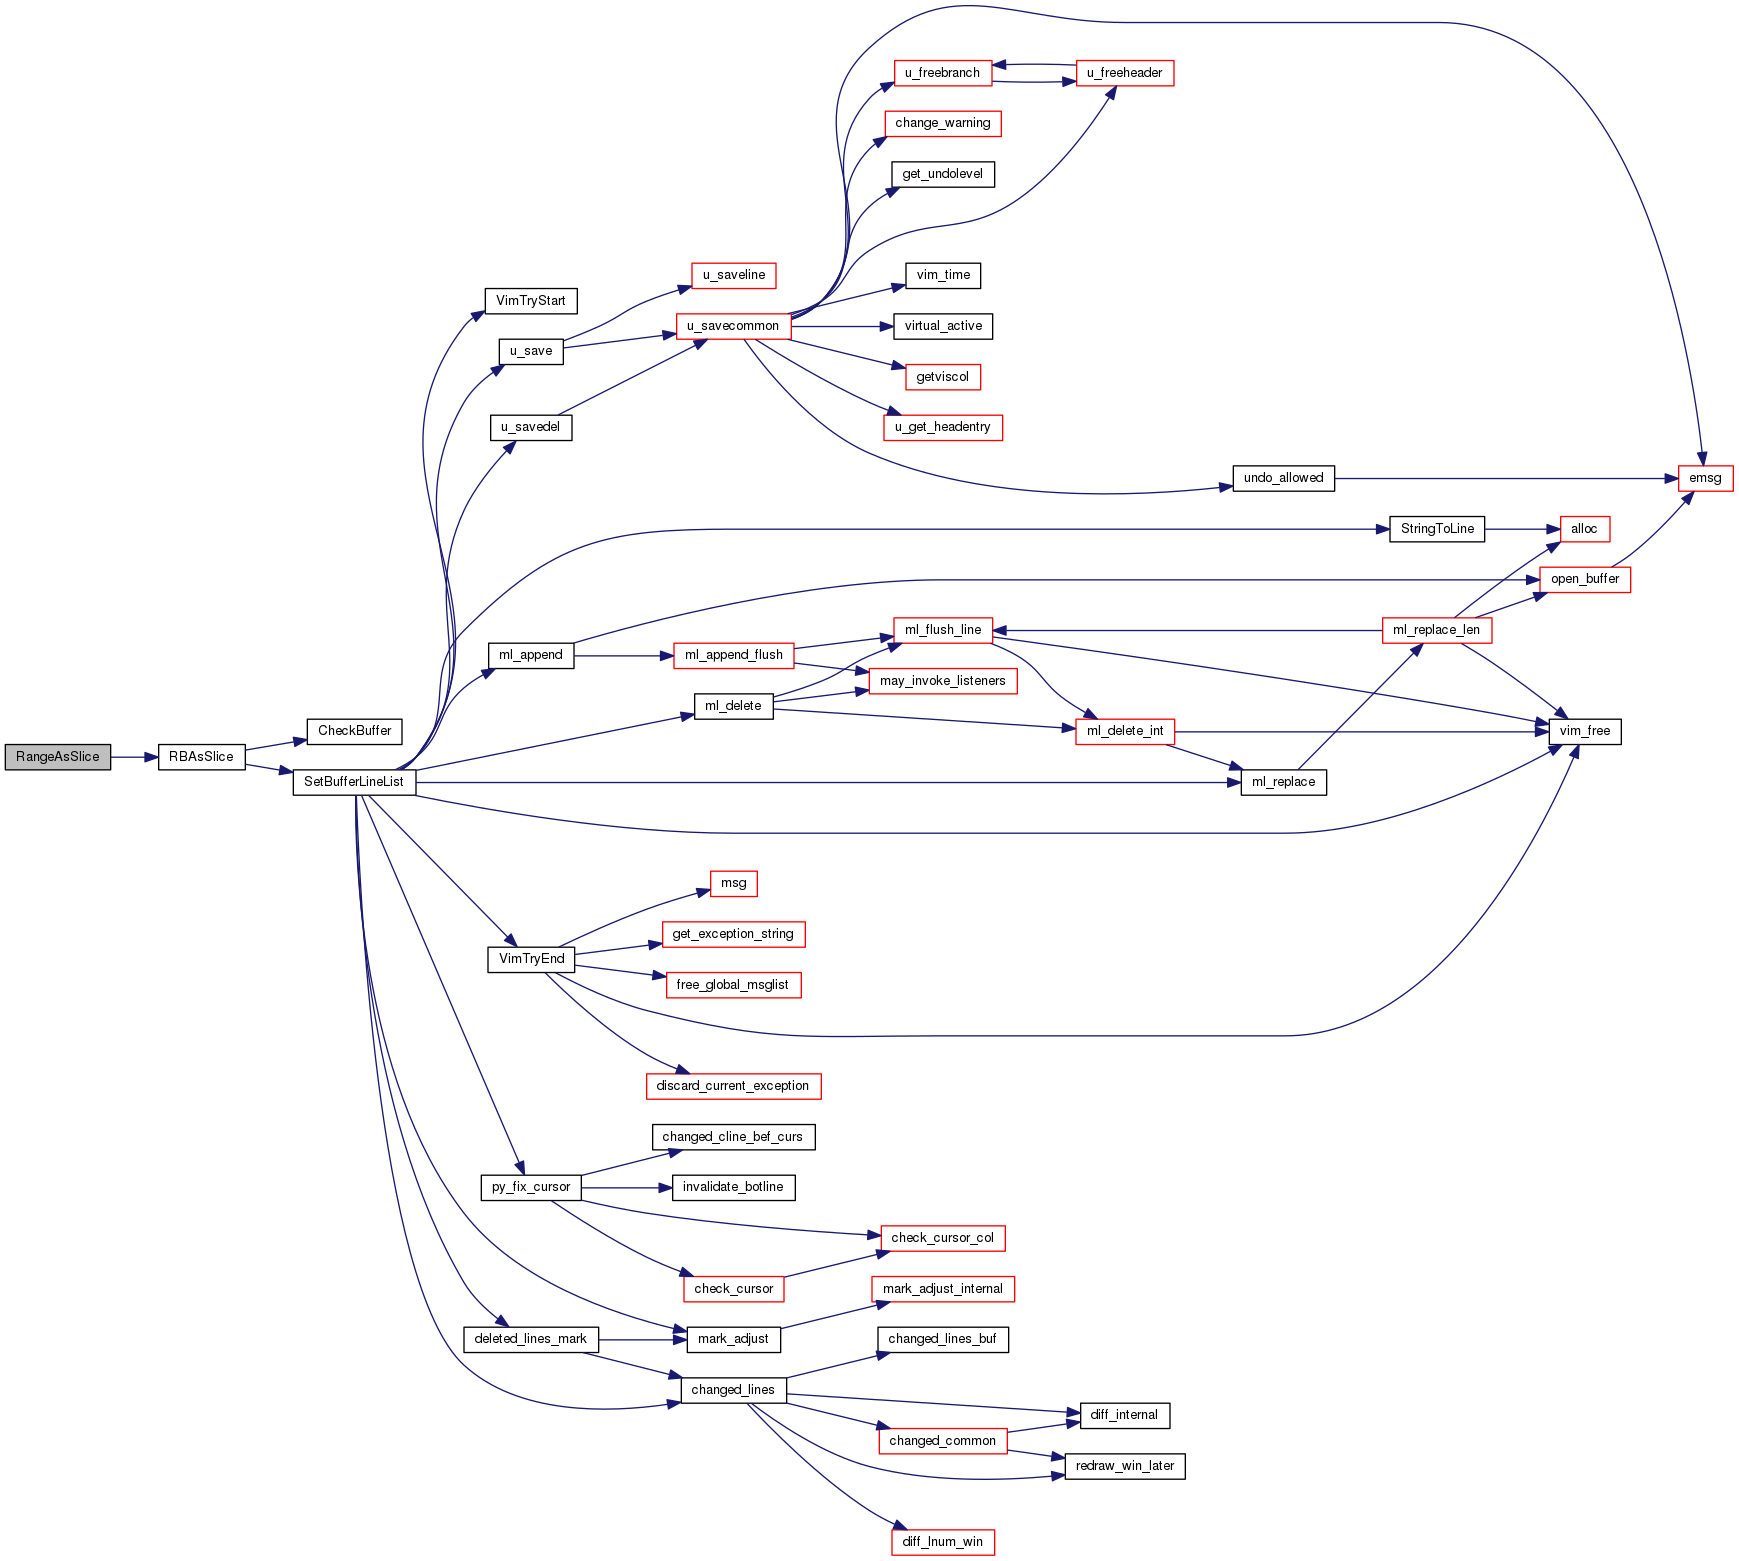 u_freebranch
u_freeheader
change_warning
get_undolevel
u_saveline
vim_time
VimTryStart
u_savecommon
virtual_active
u_save
getviscol
u_savedel
u_get_headentry
undo_allowed
emsg
StringToLine
alloc
open_buffer
ml_flush_line
ml_replace_len
ml_append
ml_append_flush
may_invoke_listeners
ml_delete
CheckBuffer
ml_delete_int
vim_free
RangeAsSlice
RBAsSlice
SetBufferLineList
ml_replace
msg
get_exception_string
VimTryEnd
free_global_msglist
discard_current_exception
changed_cline_bef_curs
py_fix_cursor
invalidate_botline
check_cursor_col
check_cursor
mark_adjust_internal
deleted_lines_mark
mark_adjust
changed_lines_buf
changed_lines
diff_internal
changed_common
redraw_win_later
diff_lnum_win